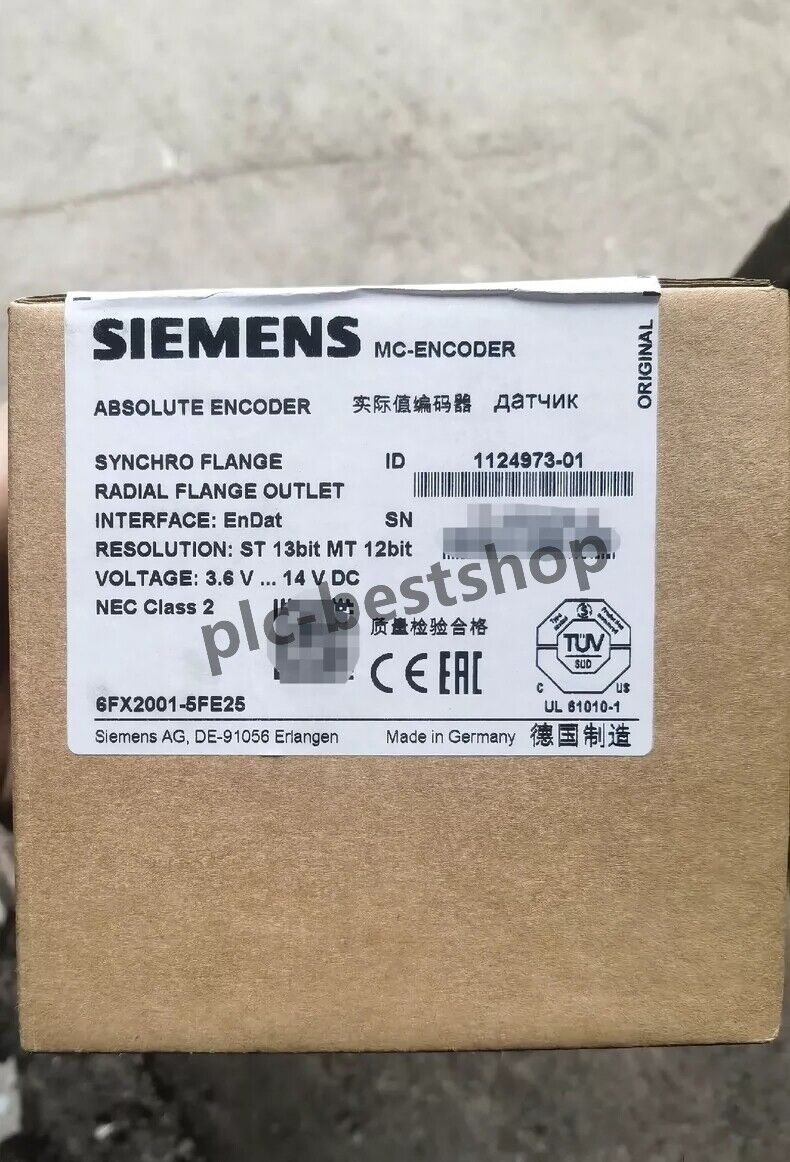 SIEMENS MC-ENCODER
ORIGINAL
ABSOLUTE ENCODER 实际值编码器 датчик
SYNCHRO FLANGE ID 1124973-01
RADIAL FLANGE OUTLET
INTERFACE: EnDat SN
RESOLUTION: ST 13bit MT 12bit
VOLTAGE: 3.6 V ... 14 V DC
NEC Class 2
plc-bestshop
质量检验合格
CE EAC
TÜV
SÜD
C US
6FX2001-5FE25 UL 61010-1
Siemens AG, DE-91056 Erlangen Made in Germany 德国制造